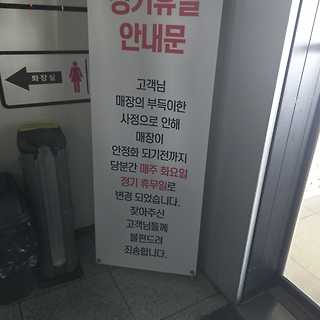 정기휴일
안내문
화장실
고객님
매장의 부득이한
사정으로 인해
매장이
안정화 되기전까지
당분간 매주 화요일
정기 휴무일로
변경 되었습니다.
찾아주신
고객님들께
불편드려
죄송합니다.